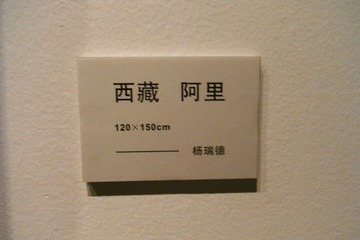 西藏 阿里
120×150cm
——— 杨瑞德